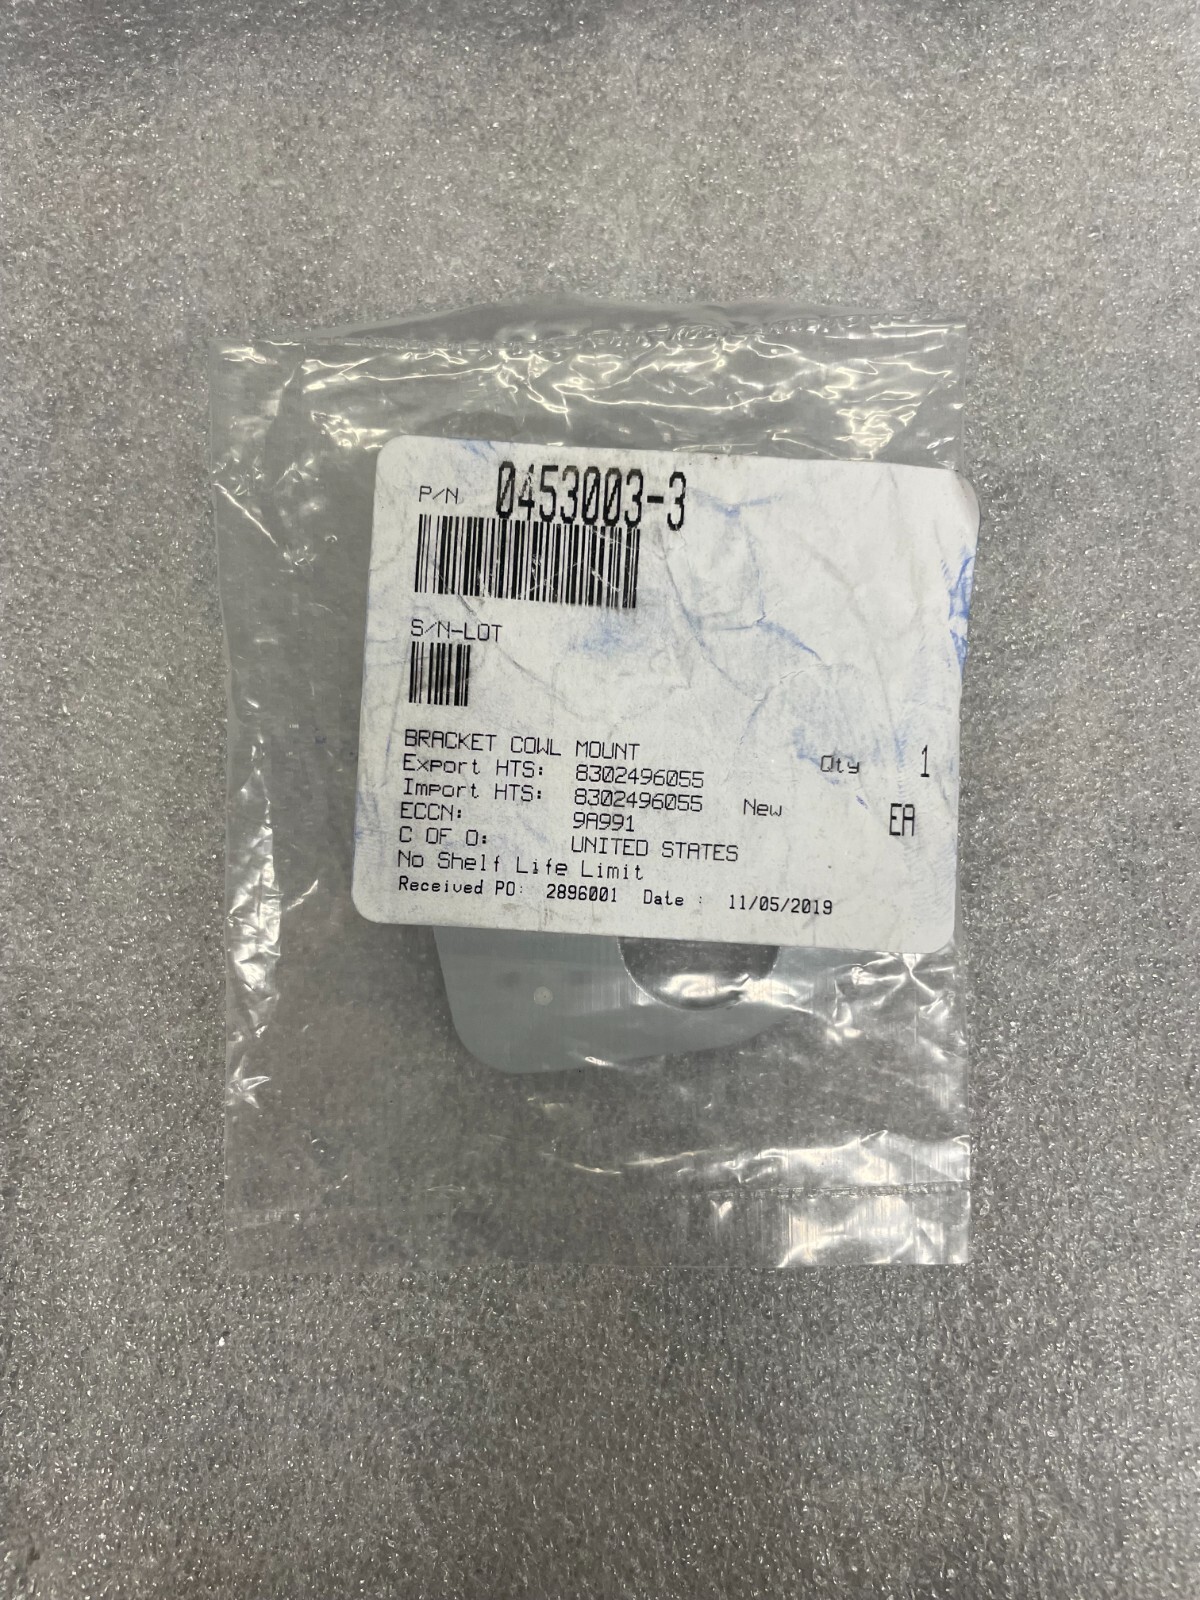 P/N 0453003-3
S/N-LOT
BRACKET COWL MOUNT Qty 1
Export HTS: 8302496055
Import HTS: 8302496055 New EA
ECCN: 9A991
C OF O: UNITED STATES
No Shelf Life Limit
Received PO: 2896001 Date : 11/05/2019